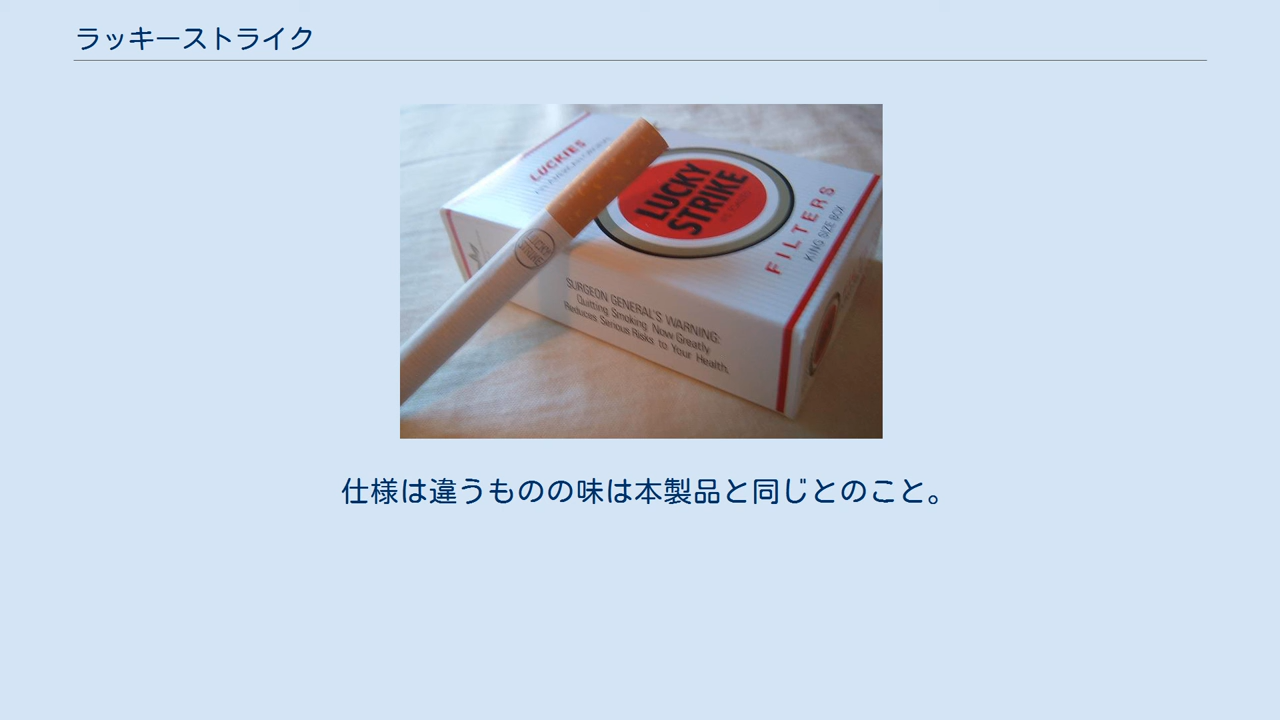 ラッキーストライク
LUCKIES
LUCKY
STRIKE
FILTERS
KING SIZE BOX
LUCKY
STRIKE
SURGEON GENERAL'S WARNING:
Quitting Smoking Now Greatly
Reduces Serious Risks to Your Health.
仕様は違うものの味は本製品と同じとのこと。